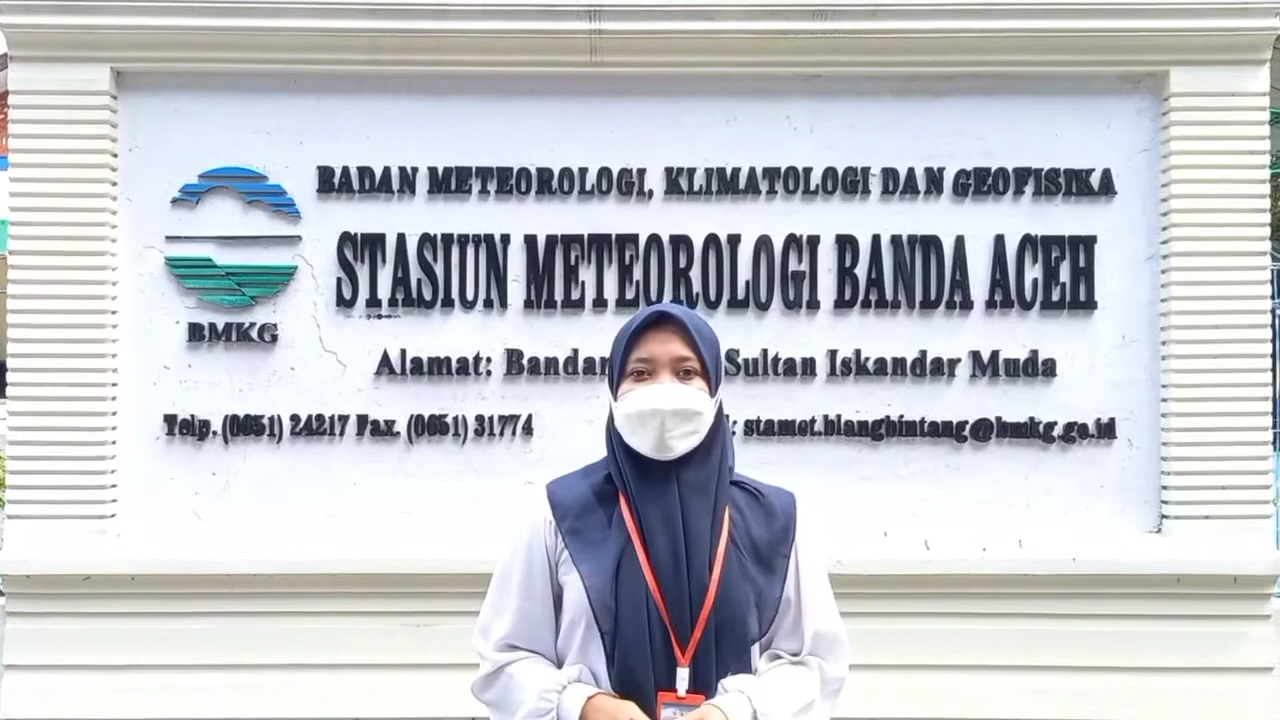 BADAN METEOROLOGI, KLIMATOLOGI DAN GEOFISIKA
STASIUN METEOROLOGI BANDA ACEH
BMKG
Alamat: Bandar Sultan Iskandar Muda
Telp. (0651) 24217 Fax. (0651) 31774 : stamet.blangbintang@bmkg.go.id